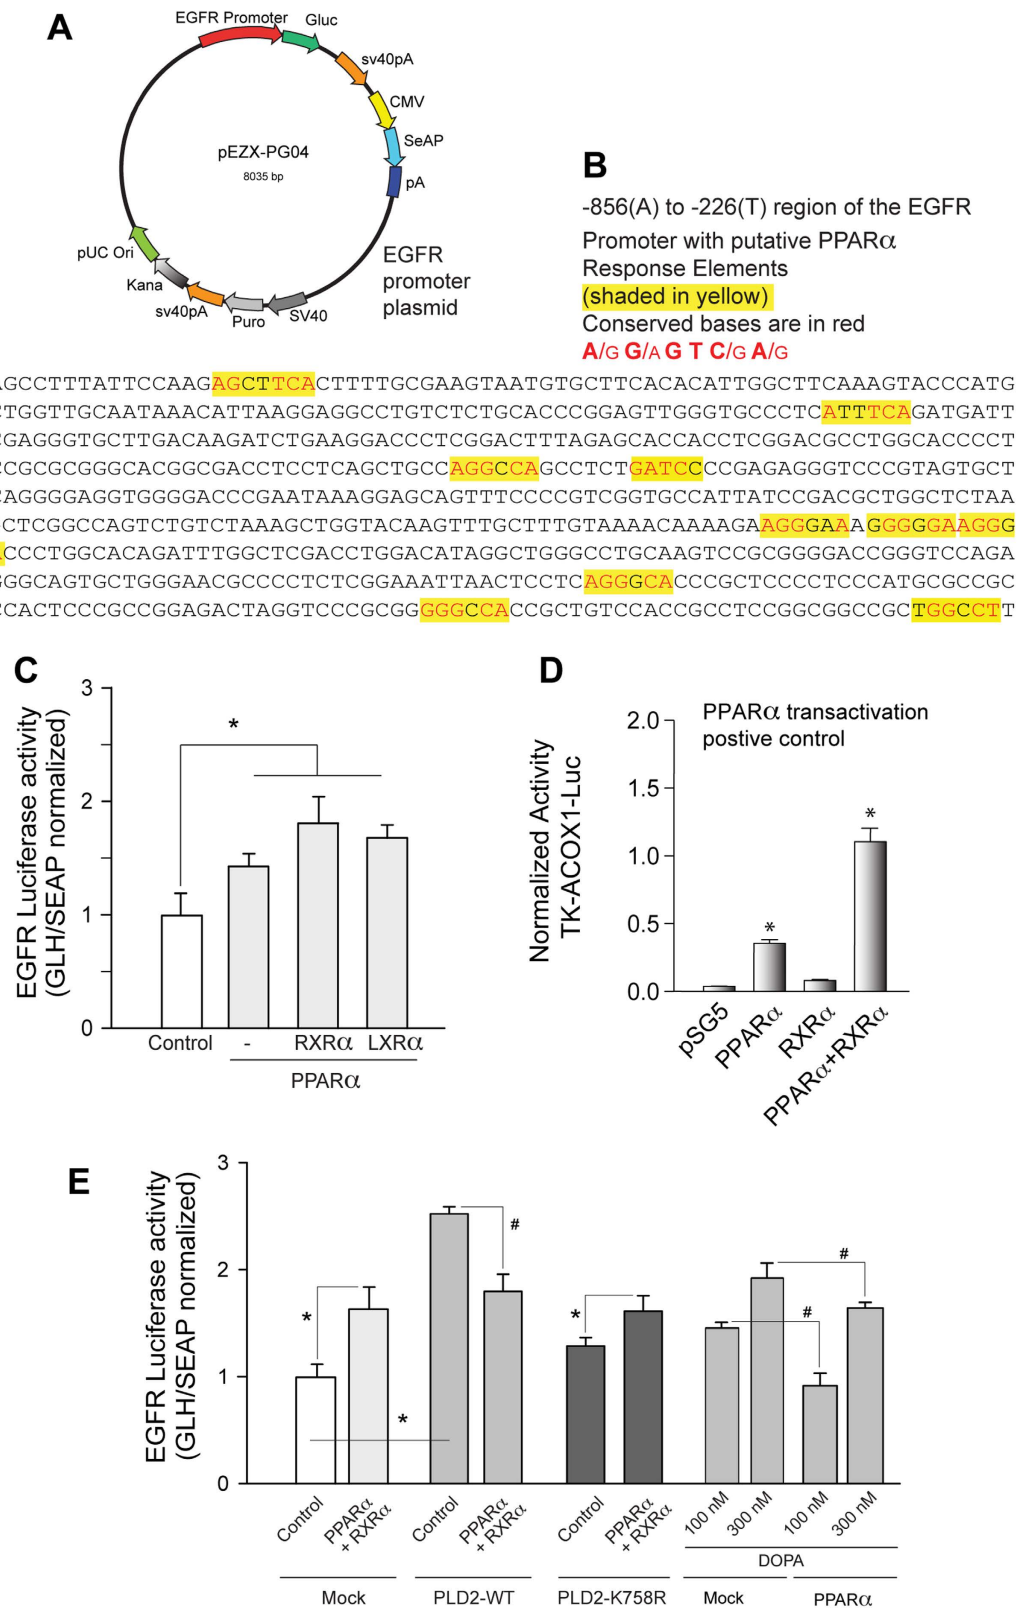 A
EGFR Promoter
Gluc
sv40pA
CMV
SeAP
pA
pEZX-PG04
8035 bp
pUC Ori
Kana
sv40pA
Puro
SV40
EGFR
promoter
plasmid
B
-856(A) to -226(T) region of the EGFR
Promoter with putative PPARα
Response Elements
(shaded in yellow)
Conserved bases are in red
A/G G/A G T C/G A/G
GCCTTTATTCCAAGAGCTTCACTTTTGCGAAGTAATGTGCTTCACACATTGGCTTCAAAGTACCCATG
TGGTTGCAATAAACATTAAGGAGGCCTGTCTCTGCACCCGGAGTTGGGTGCCCTCATTTCAGATGATT
GAGGGTGCTTGACAAGATCTGAAGGACCCTCGGACTTTAGAGCACCACCTCGGACGCCTGGCACCCCT
CGCGCGGGCACGGCGACCTCCTCAGCTGCCAGGCCAGCCTCTGATCCCCCGAGAGGGTCCCGTAGTGCT
AGGGGAGGTGGGGACCCGAATAAAGGAGCAGTTTCCCCGTCGGTGCCATTATCCGACGCTGGCTCTAA
CTCGGCCAGTCTGTCTAAAGCTGGTACAAGTTTGCTTTGTAAAACAAAAGAAGGGAAAGGGGGAAGGGG
CCCTGGCACAGATTTGGCTCGACCTGGACATAGGCTGGGCCTGCAAGTCCGCGGGGACCGGGTCCAGA
GGCAGTGCTGGGAACGCCCCTCTCGGAAATTAACTCCTCAGGGCACCCGCTCCCCTCCCATGCGCCGC
CACTCCCGCCGGAGACTAGGTCCCGCGGGGGCCACCGCTGTCCACCGCCTCCGGCGGCCGCTGGCCTT
C
EGFR Luciferase activity
(GLH/SEAP normalized)
3
2
1
0
*
Control
-
RXRα
LXRα
PPARα
D
PPARα transactivation
postive control
Normalized Activity
TK-ACOX1-Luc
2.0
1.5
1.0
0.5
0.0
*
*
pSG5
PPARα
RXRα
PPARα+RXRα
E
EGFR Luciferase activity
(GLH/SEAP normalized)
3
2
1
0
*
*
#
*
#
#
Control
PPARα
+ RXRα
Control
PPARα
+ RXRα
Control
PPARα
+ RXRα
100 nM
300 nM
100 nM
300 nM
DOPA
Mock
PLD2-WT
PLD2-K758R
Mock
PPARα